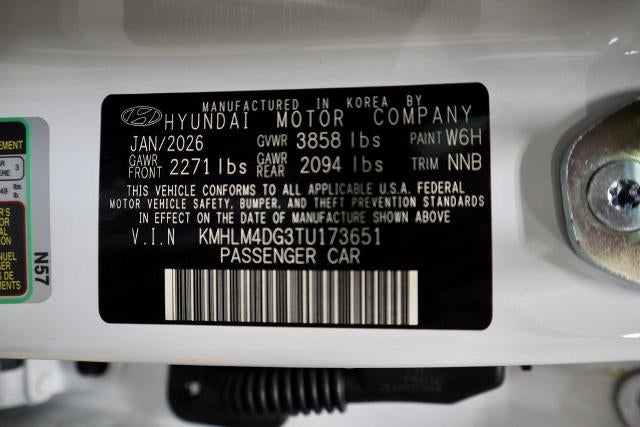 MANUFACTURED IN KOREA BY
HYUNDAI MOTOR COMPANY
JAN/2026 GVWR 3858 lbs PAINT W6H
GAWR FRONT 2271 lbs GAWR REAR 2094 lbs TRIM NNB
THIS VEHICLE CONFORMS TO ALL APPLICABLE U.S.A. FEDERAL
MOTOR VEHICLE SAFETY, BUMPER, AND THEFT PREVENTION STANDARDS
IN EFFECT ON THE DATE OF MANUFACTURE SHOWN ABOVE
V.I.N KMHLM4DG3TU173651
PASSENGER CAR
N57